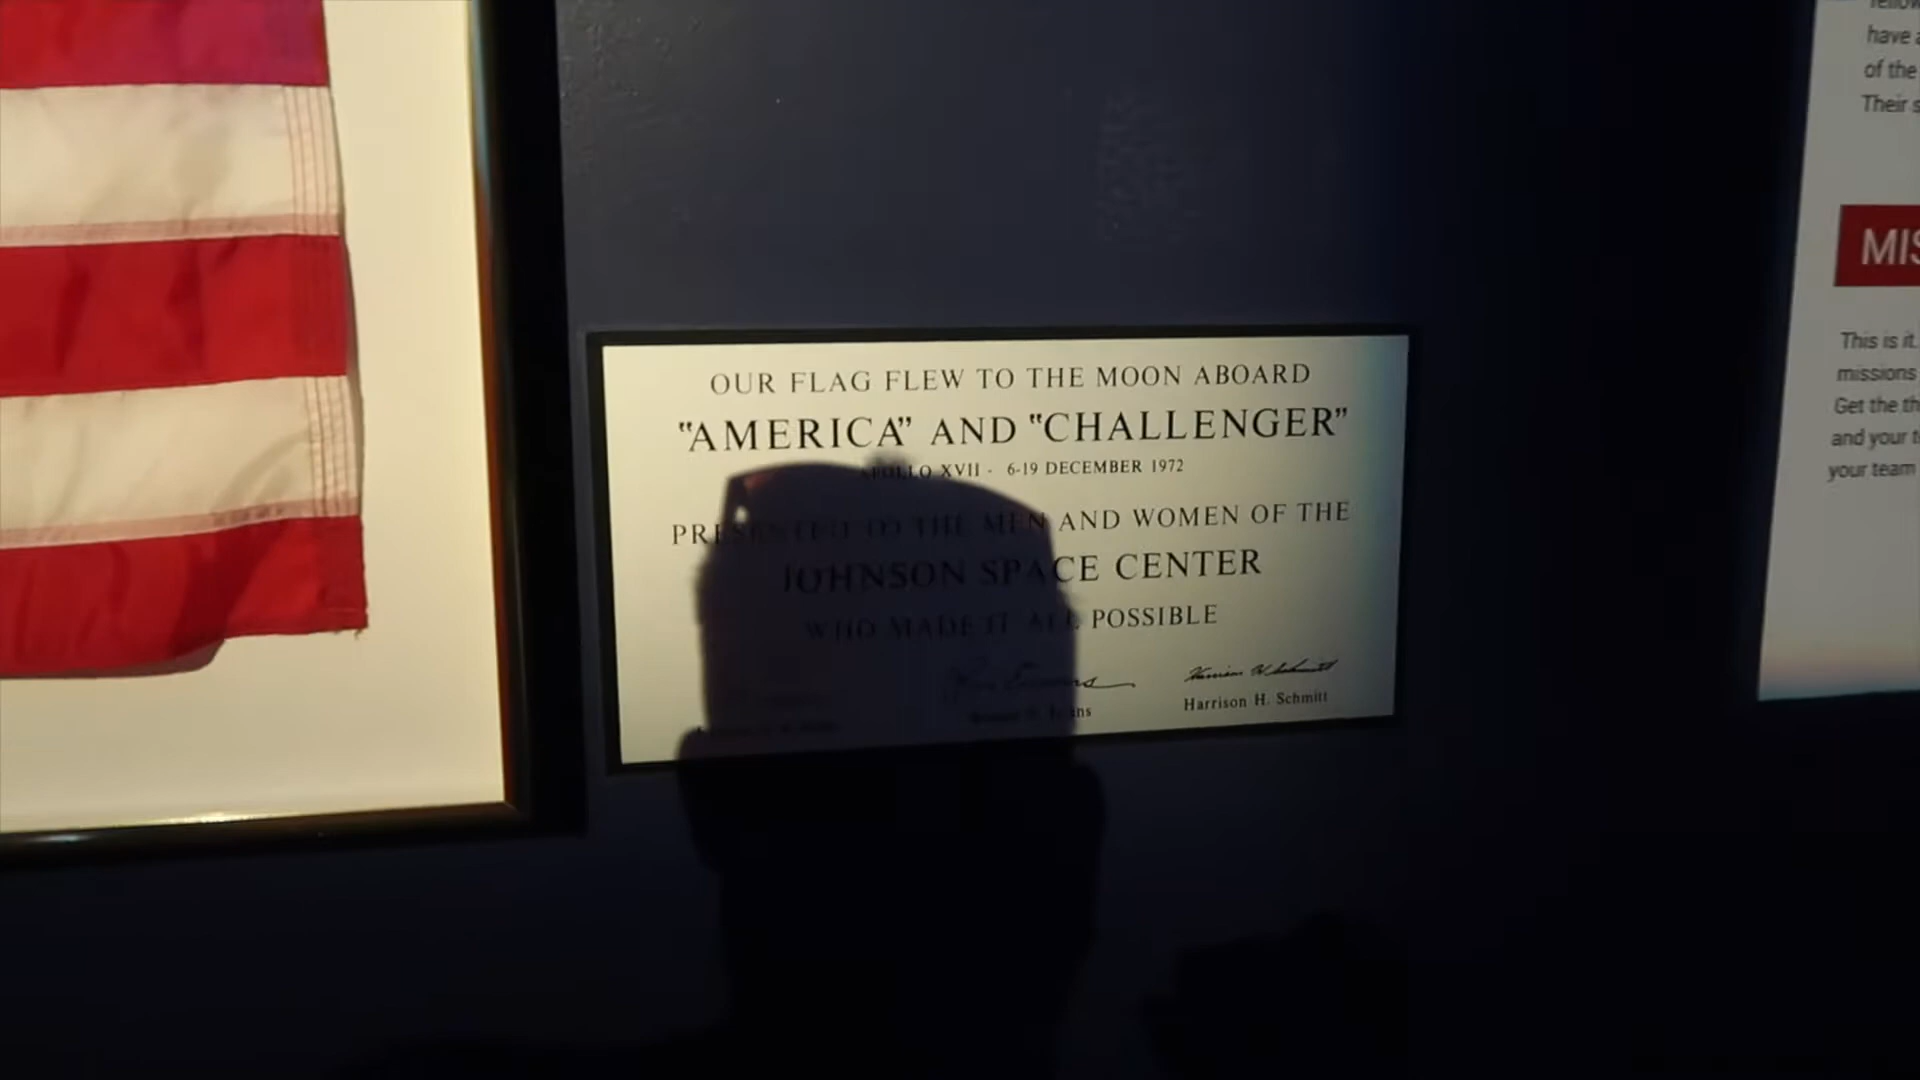 OUR FLAG FLEW TO THE MOON ABOARD
"AMERICA" AND "CHALLENGER"
APOLLO XVII - 6-19 DECEMBER 1972
PRESENTED TO THE MEN AND WOMEN OF THE
JOHNSON SPACE CENTER
WHO MADE IT ALL POSSIBLE
Harrison H. Schmitt
have
of the
Their
MIS
This is it.
missions
Get the
and your
your team